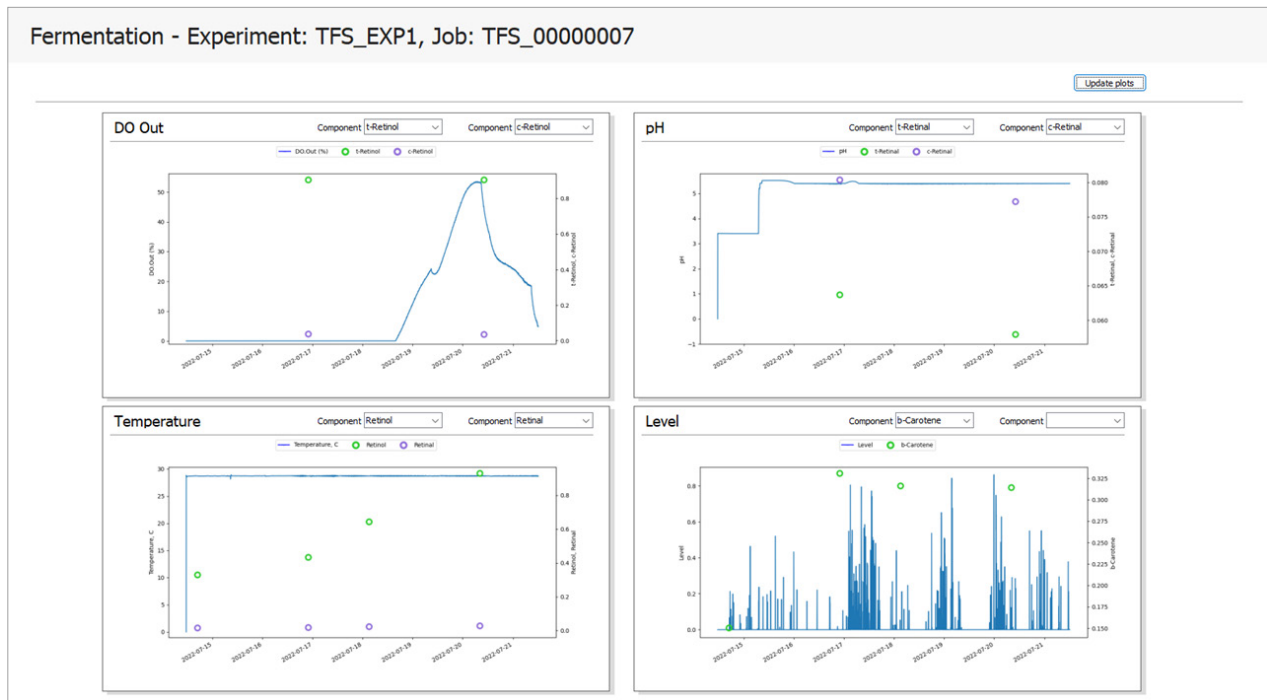 Fermentation - Experiment: TFS_EXP1, Job: TFS_00000007
Update plots
DO Out Component t-Retinol Component c-Retinol
DO.Out (%) t-Retinol c-Retinol
50
40
30
20
10
0
DO.Out (%)
0.8
0.6
0.4
0.2
0.0
t-Retinol, c-Retinol
2022-07-15 2022-07-16 2022-07-17 2022-07-18 2022-07-19 2022-07-20 2022-07-21
pH Component t-Retinal Component c-Retinal
pH t-Retinal c-Retinal
5
4
3
2
1
0
−1
pH
0.080
0.075
0.070
0.065
0.060
t-Retinal, c-Retinal
2022-07-15 2022-07-16 2022-07-17 2022-07-18 2022-07-19 2022-07-20 2022-07-21
Temperature Component Retinol Component Retinal
Temperature, C Retinol Retinal
30
25
20
15
10
5
0
Temperature, C
0.8
0.6
0.4
0.2
0.0
Retinol, Retinal
2022-07-15 2022-07-16 2022-07-17 2022-07-18 2022-07-19 2022-07-20 2022-07-21
Level Component b-Carotene Component
Level b-Carotene
0.8
0.6
0.4
0.2
0.0
Level
0.325
0.300
0.275
0.250
0.225
0.200
0.175
0.150
b-Carotene
2022-07-15 2022-07-16 2022-07-17 2022-07-18 2022-07-19 2022-07-20 2022-07-21